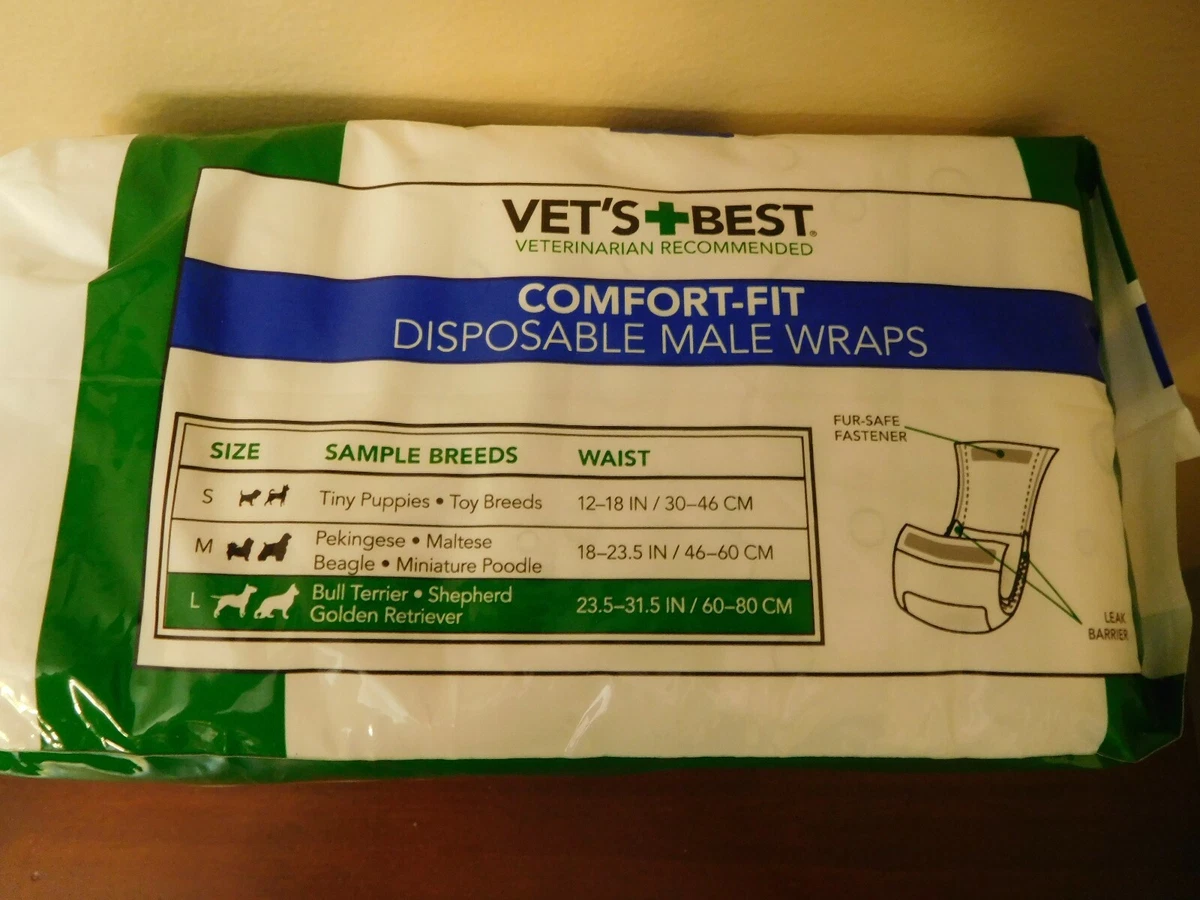 VET'S+BEST®
VETERINARIAN RECOMMENDED
COMFORT-FIT
DISPOSABLE MALE WRAPS
SIZE SAMPLE BREEDS WAIST
S Tiny Puppies • Toy Breeds 12–18 IN / 30–46 CM
M Pekingese • Maltese
Beagle • Miniature Poodle 18–23.5 IN / 46–60 CM
L Bull Terrier • Shepherd
Golden Retriever 23.5–31.5 IN / 60–80 CM
FUR-SAFE
FASTENER
LEAK
BARRIER